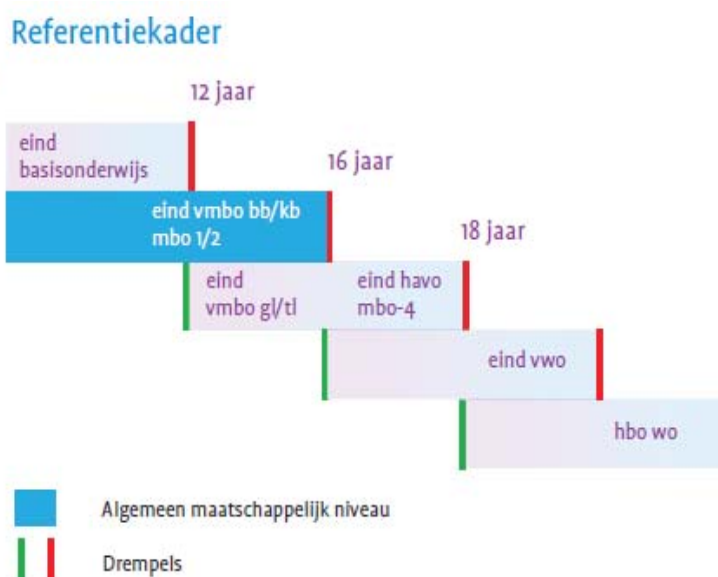 Referentiekader
12 jaar
eind
basisonderwijs
16 jaar
eind vmbo bb/kb
mbo 1/2
18 jaar
eind
vmbo gl/tl
eind havo
mbo-4
eind vwo
hbo wo
Algemeen maatschappelijk niveau
Drempels